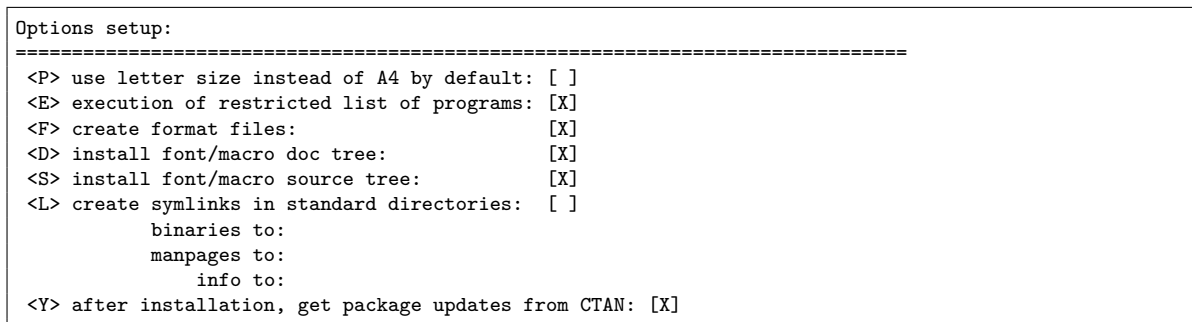 Options setup:
===============================================================================
<P> use letter size instead of A4 by default: [ ]
<E> execution of restricted list of programs: [X]
<F> create format files:                      [X]
<D> install font/macro doc tree:              [X]
<S> install font/macro source tree:           [X]
<L> create symlinks in standard directories:  [ ]
           binaries to:
           manpages to:
               info to:
<Y> after installation, get package updates from CTAN: [X]